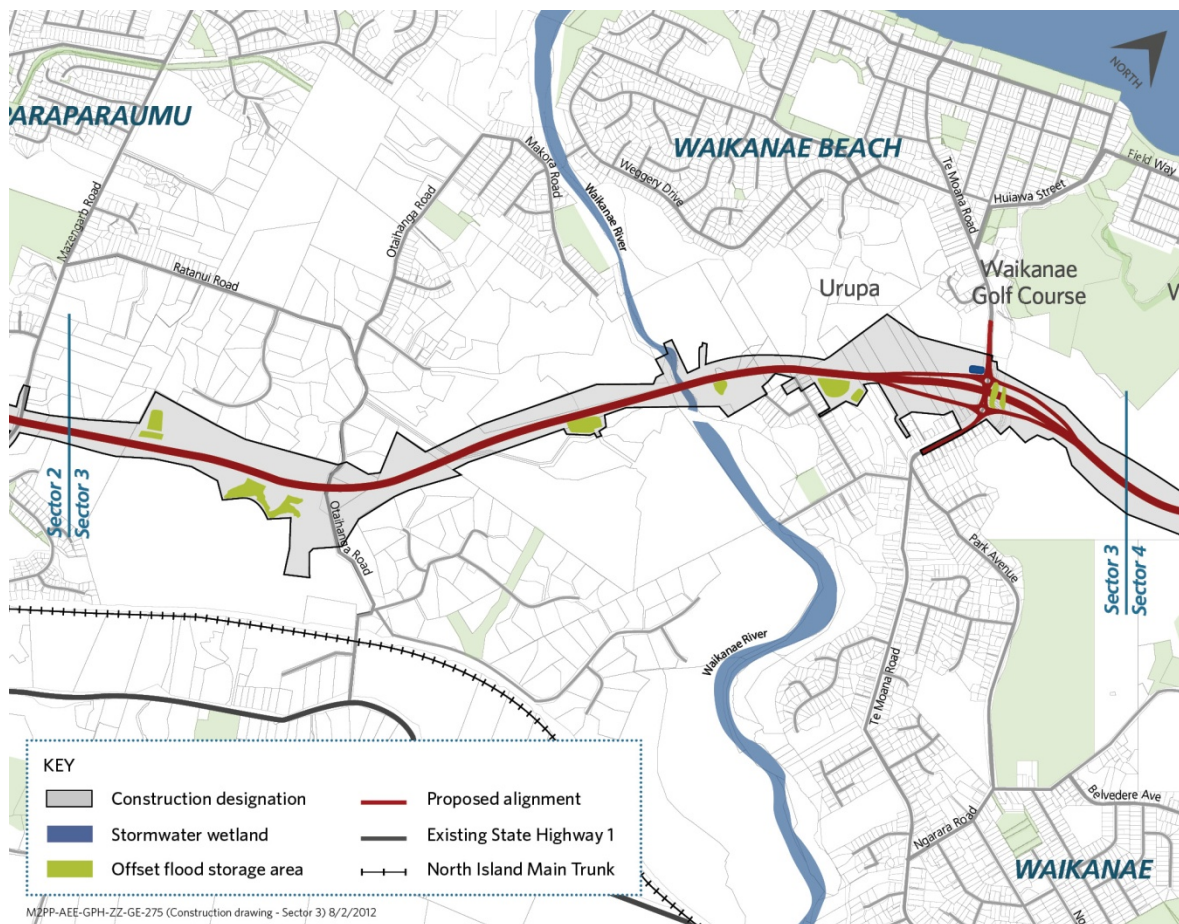 NORTH
PARAPARAUMU
WAIKANAE BEACH
Field Way
Te Moana Road
Huiawa Street
Makora Road
Weggery Drive
Waikanae River
Otaihanga Road
Mazengarb Road
Ratanui Road
Urupa
Waikanae
Golf Course
W
Sector 2
Sector 3
Otaihanga Road
Sector 3
Sector 4
Park Avenue
Waikanae River
Te Moana Road
Belvedere Ave
Ngarara Road
WAIKANAE
KEY
Construction designation
Stormwater wetland
Offset flood storage area
Proposed alignment
Existing State Highway 1
North Island Main Trunk
M2PP-AEE-GPH-ZZ-GE-275 (Construction drawing - Sector 3) 8/2/2012